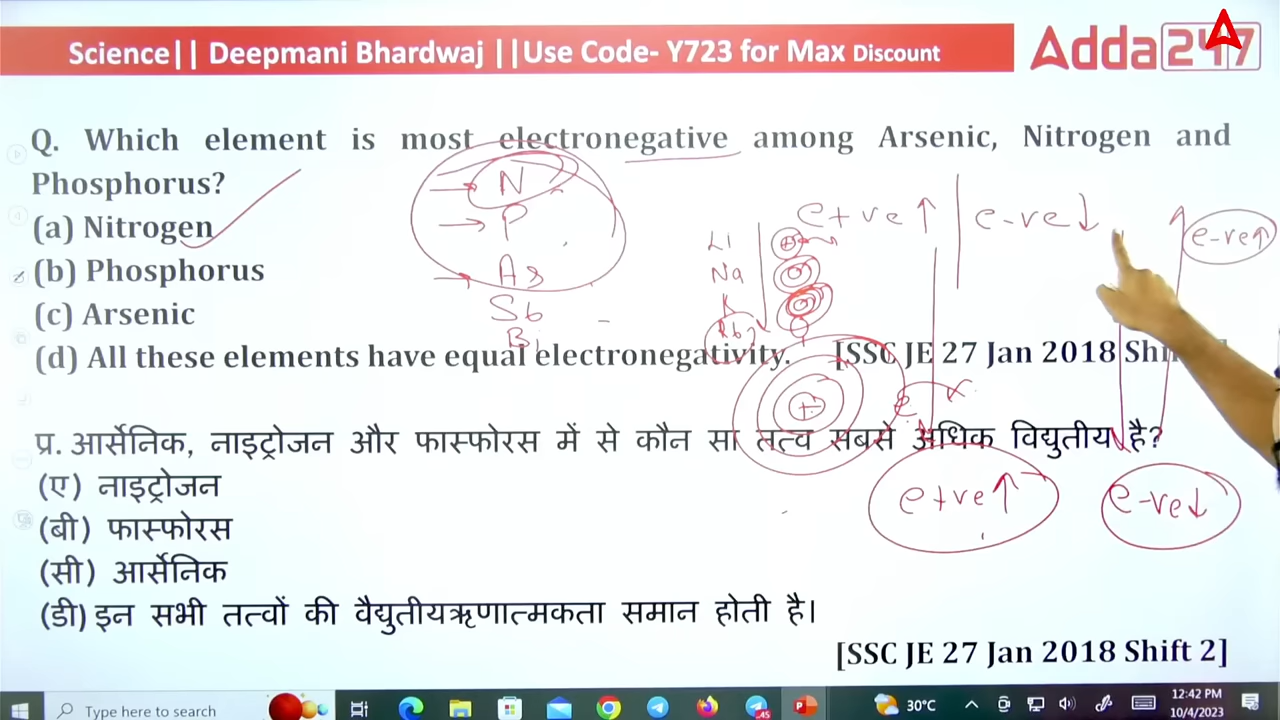 Science|| Deepmani Bhardwaj ||Use Code- Y723 for Max Discount
Adda247
Q. Which element is most electronegative among Arsenic, Nitrogen and
Phosphorus?
(a) Nitrogen
(b) Phosphorus
(c) Arsenic
(d) All these elements have equal electronegativity. [SSC JE 27 Jan 2018 Shi
N
P
As
Sb
Bi
Li
Na
K
Rb
+
e+ve↑
e-ve↓
e-ve↑
+
e
e+ve↑
e-ve↓
प्र. आर्सेनिक, नाइट्रोजन और फास्फोरस में से कौन सा तत्व सबसे अधिक विद्युतीय है?
(ए) नाइट्रोजन
(बी) फास्फोरस
(सी) आर्सेनिक
(डी) इन सभी तत्वों की वैद्युतीयऋणात्मकता समान होती है।
[SSC JE 27 Jan 2018 Shift 2]
Type here to search
45
30°C
12:42 PM
10/4/2023